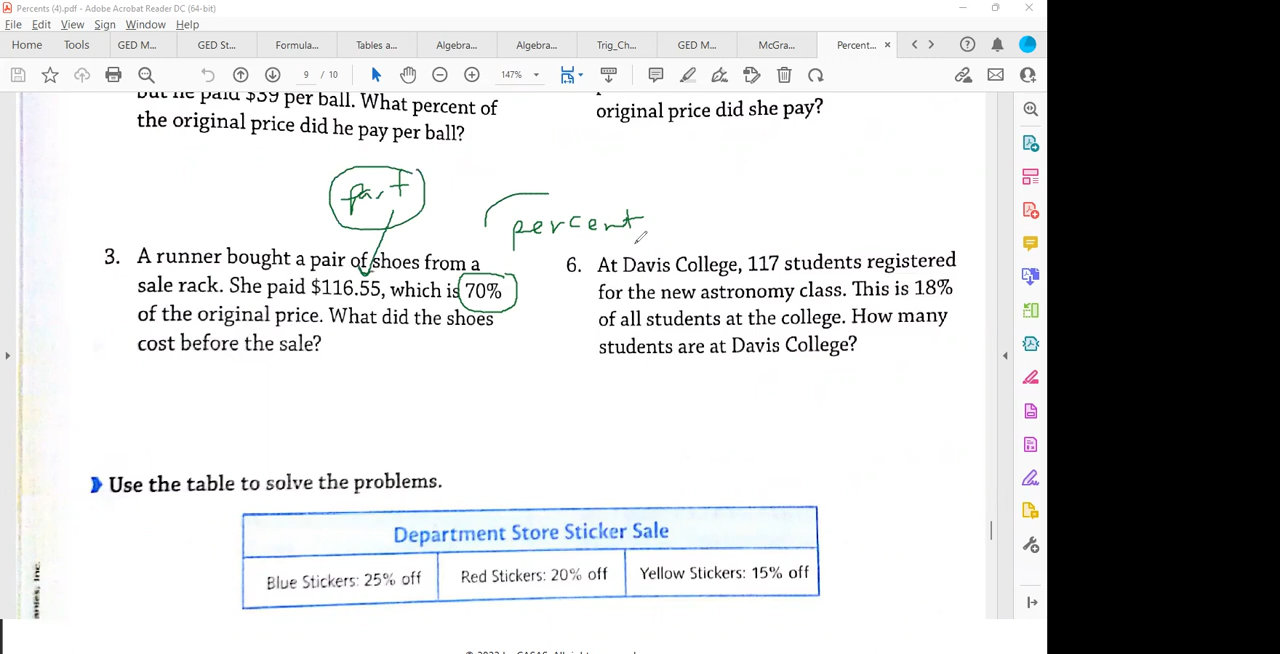 Percents (4).pdf - Adobe Acrobat Reader DC (64-bit)
File Edit View Sign Window Help
Home Tools GED M... GED St... Formula... Tables a... Algebra... Algebra... Trig_Ch... GED M... McGra... Percent... ×
9 / 10 147%
but he paid $39 per ball. What percent of
the original price did he pay per ball?
original price did she pay?
part
percent
3. A runner bought a pair of shoes from a
sale rack. She paid $116.55, which is 70%
of the original price. What did the shoes
cost before the sale?
6. At Davis College, 117 students registered
for the new astronomy class. This is 18%
of all students at the college. How many
students are at Davis College?
Use the table to solve the problems.
Department Store Sticker Sale
Blue Stickers: 25% off Red Stickers: 20% off Yellow Stickers: 15% off